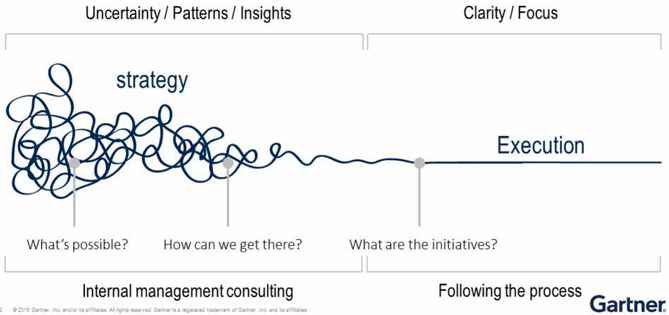 Uncertainty / Patterns / Insights
Clarity / Focus
strategy
Execution
What's possible?
How can we get there?
What are the initiatives?
Internal management consulting
Following the process
© 2019 Gartner, Inc. and/or its affiliates. All rights reserved. Gartner is a registered trademark of Gartner, Inc. and its affiliates.
Gartner.